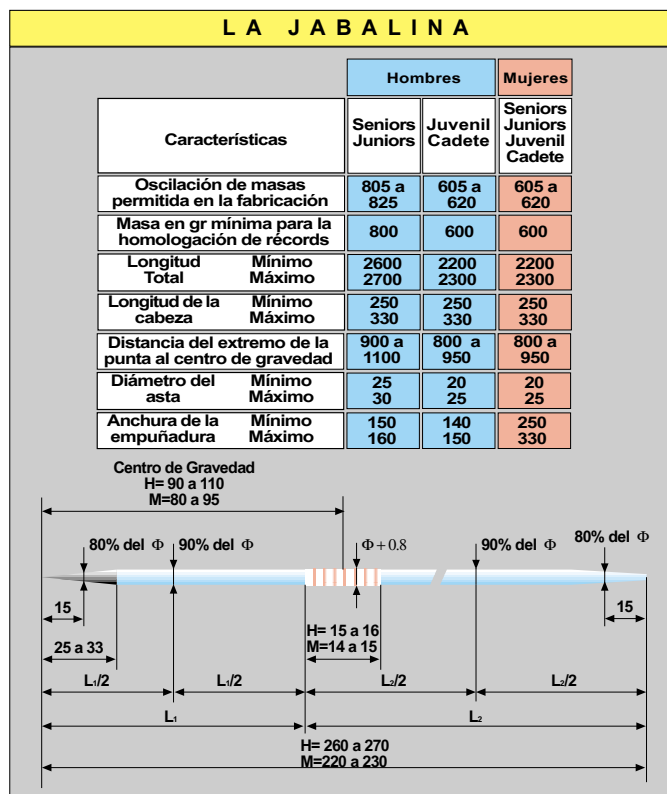 LA JABALINA
Hombres Mujeres
Características
Seniors
Juniors
Juvenil
Cadete
Seniors
Juniors
Juvenil
Cadete
Oscilación de masas
permitida en la fabricación
805 a
825
605 a
620
605 a
620
Masa en gr mínima para la
homologación de récords
800 600 600
Longitud Mínimo 2600 2200 2200
Total Máximo 2700 2300 2300
Longitud de la Mínimo 250 250 250
cabeza Máximo 330 330 330
Distancia del extremo de la
punta al centro de gravedad
900 a
1100
800 a
950
800 a
950
Diámetro del Mínimo 25 20 20
asta Máximo 30 25 25
Anchura de la Mínimo 150 140 250
empuñadura Máximo 160 150 330
Centro de Gravedad
H= 90 a 110
M=80 a 95
80% del Φ 90% del Φ Φ+0.8 90% del Φ 80% del Φ
15 15
H= 15 a 16
M=14 a 15
25 a 33
L₁/2 L₁/2 L₂/2 L₂/2
L₁ L₂
H= 260 a 270
M=220 a 230